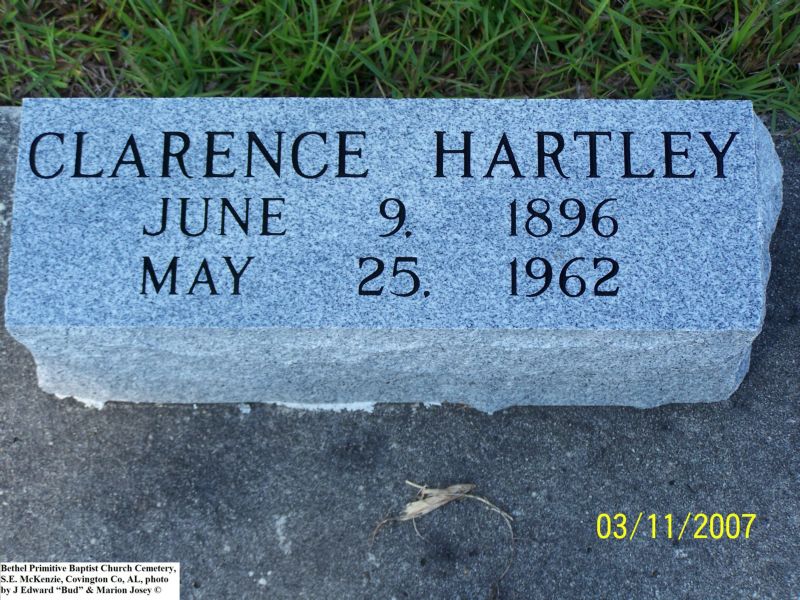 CLARENCE HARTLEY
JUNE 9, 1896
MAY 25, 1962
03/11/2007
Bethel Primitive Baptist Church Cemetery,
S.E. McKenzie, Covington Co, AL, photo
by J Edward “Bud” & Marion Josey ©